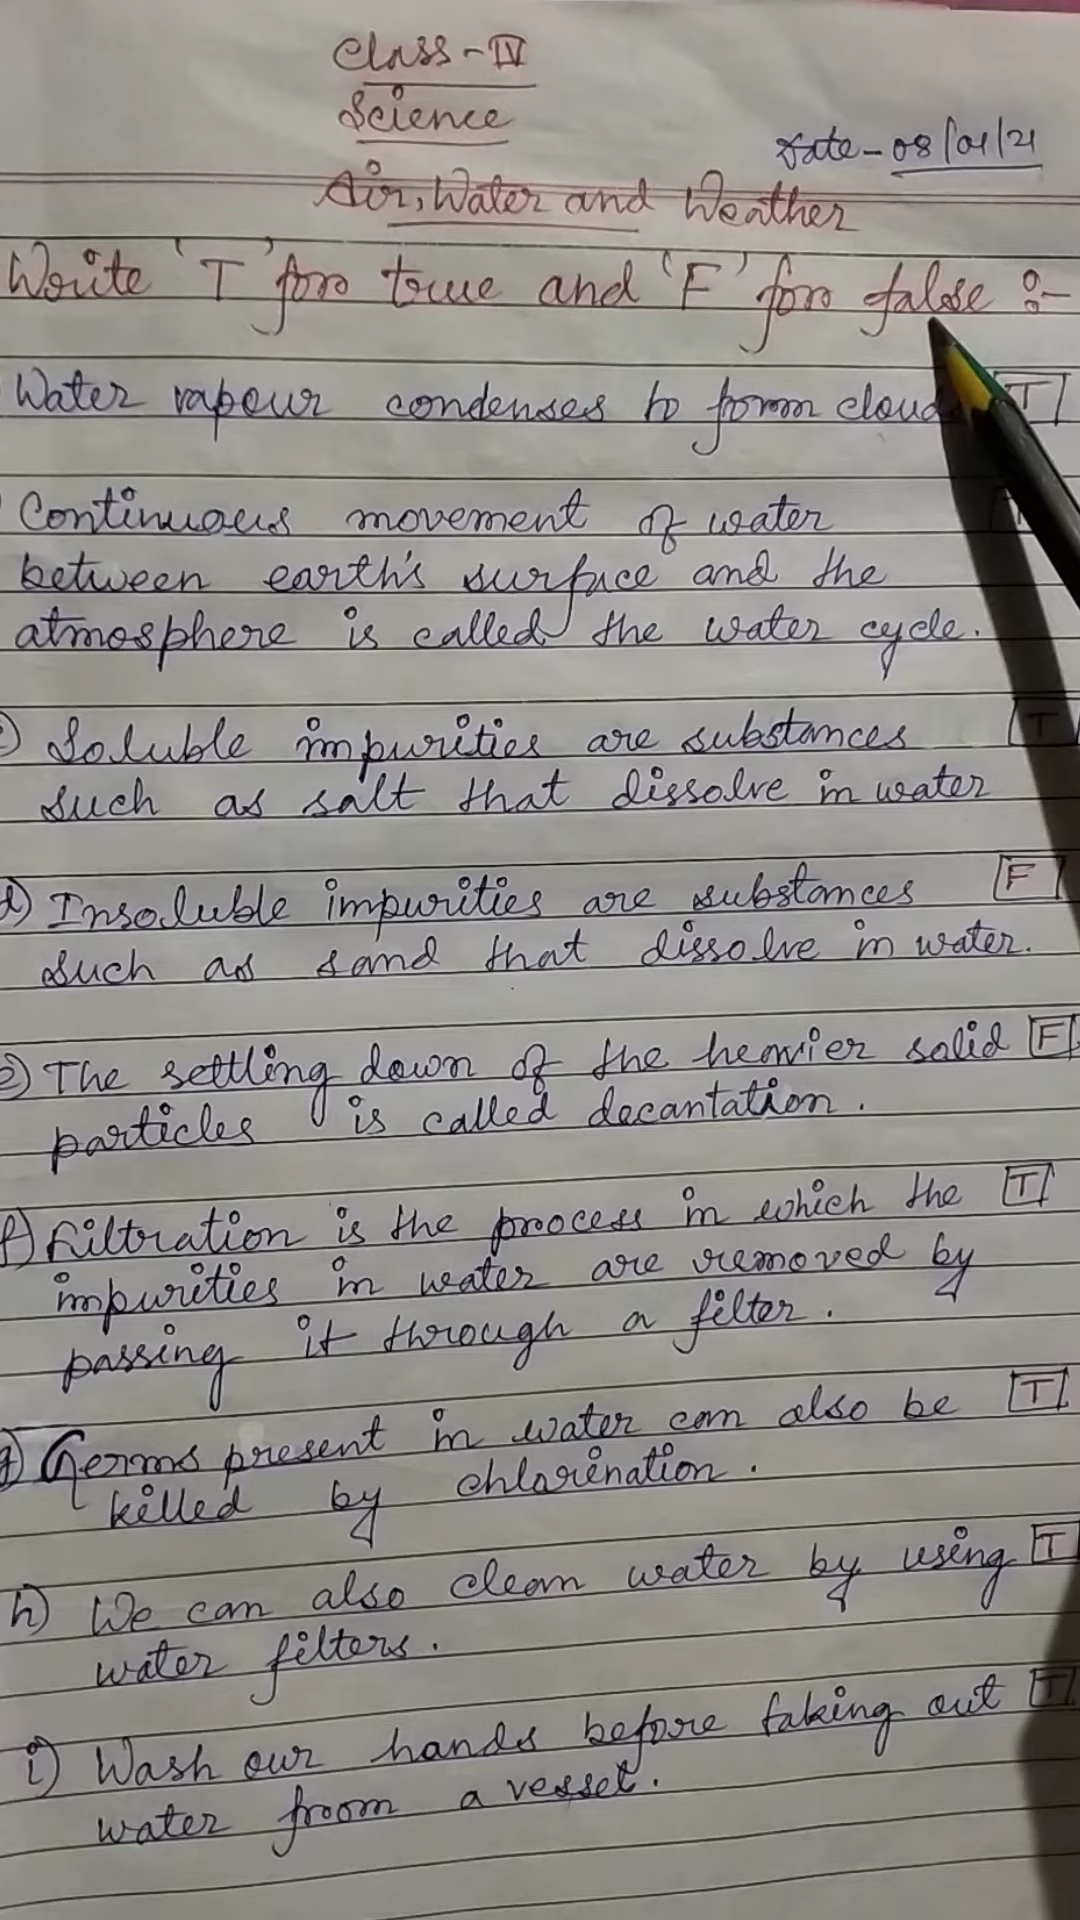 Class - IV
Science
Date - 08/01/21
Air, Water and Weather
Write 'T' for true and 'F' for false :-
Water vapour condenses to form cloud T
Continuous movement of water
between earth's surface and the
atmosphere is called the water cycle.
c) Soluble impurities are substances T
such as salt that dissolve in water
d) Insoluble impurities are substances F
such as sand that dissolve in water.
e) The settling down of the heavier solid F
particles is called decantation.
f) Filtration is the process in which the T
impurities in water are removed by
passing it through a filter.
g) Germs present in water can also be T
killed by chlorination.
h) We can also clean water by using T
water filters.
i) Wash our hands before taking out T
water from a vessel.